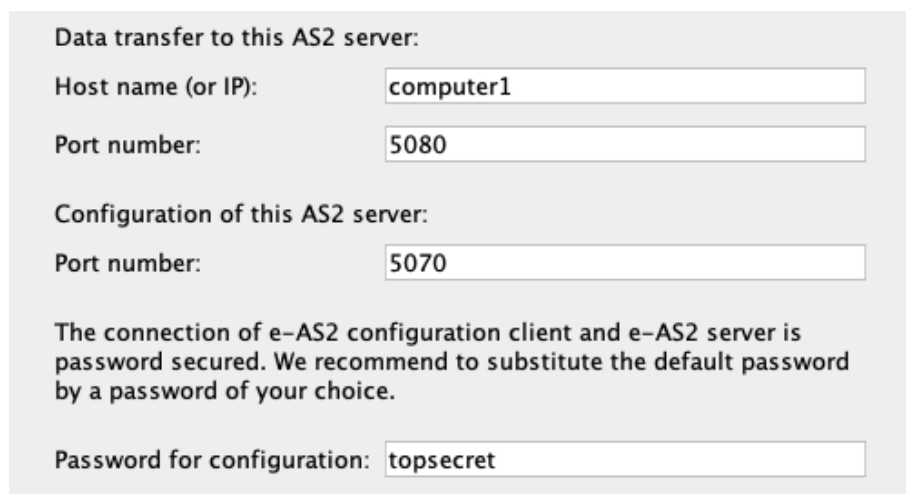 Data transfer to this AS2 server:
Host name (or IP): computer1
Port number: 5080
Configuration of this AS2 server:
Port number: 5070
The connection of e-AS2 configuration client and e-AS2 server is
password secured. We recommend to substitute the default password
by a password of your choice.
Password for configuration: topsecret